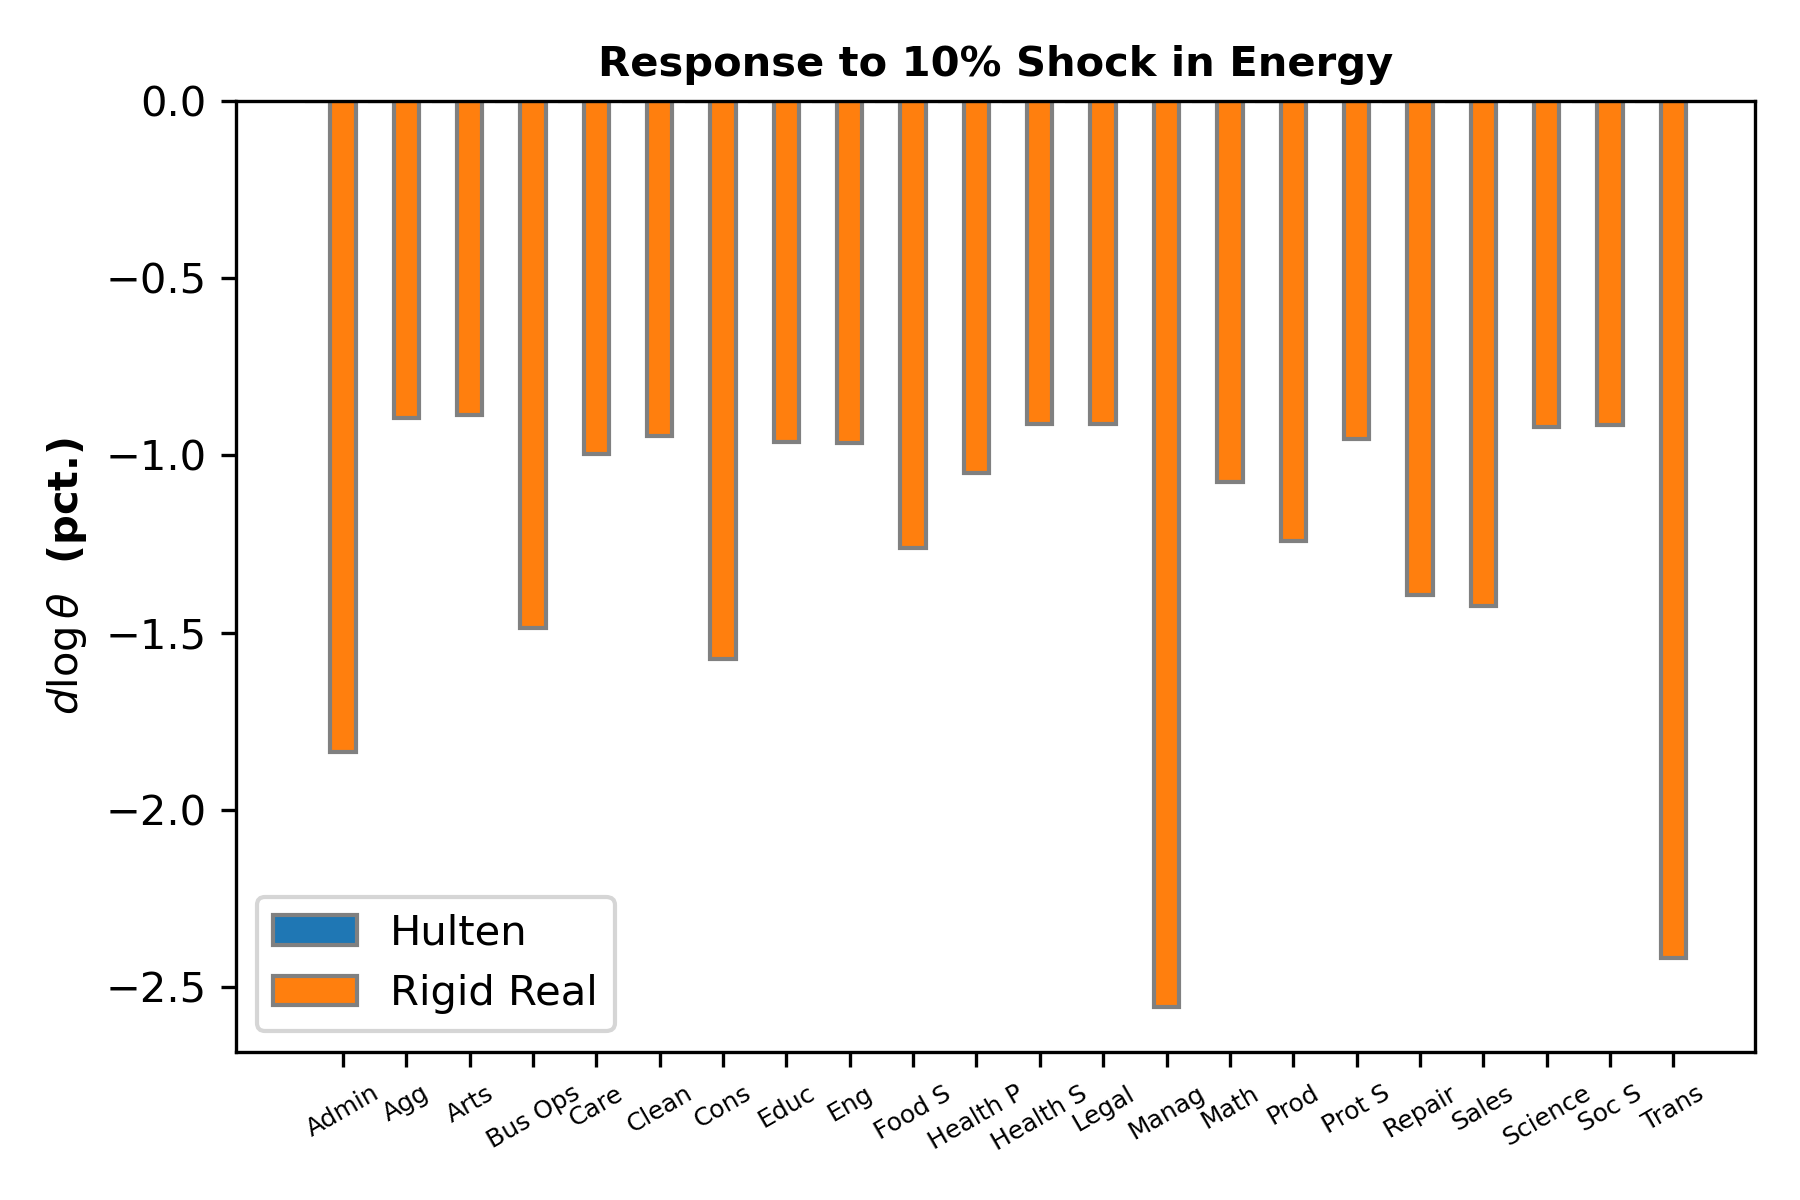 Response to 10% Shock in Energy
0.0
−0.5
−1.0
−1.5
−2.0
−2.5
dlog θ (pct.)
Hulten
Rigid Real
Admin
Agg
Arts
Bus Ops
Care
Clean
Cons
Educ
Eng
Food S
Health P
Health S
Legal
Manag
Math
Prod
Prot S
Repair
Sales
Science
Soc S
Trans